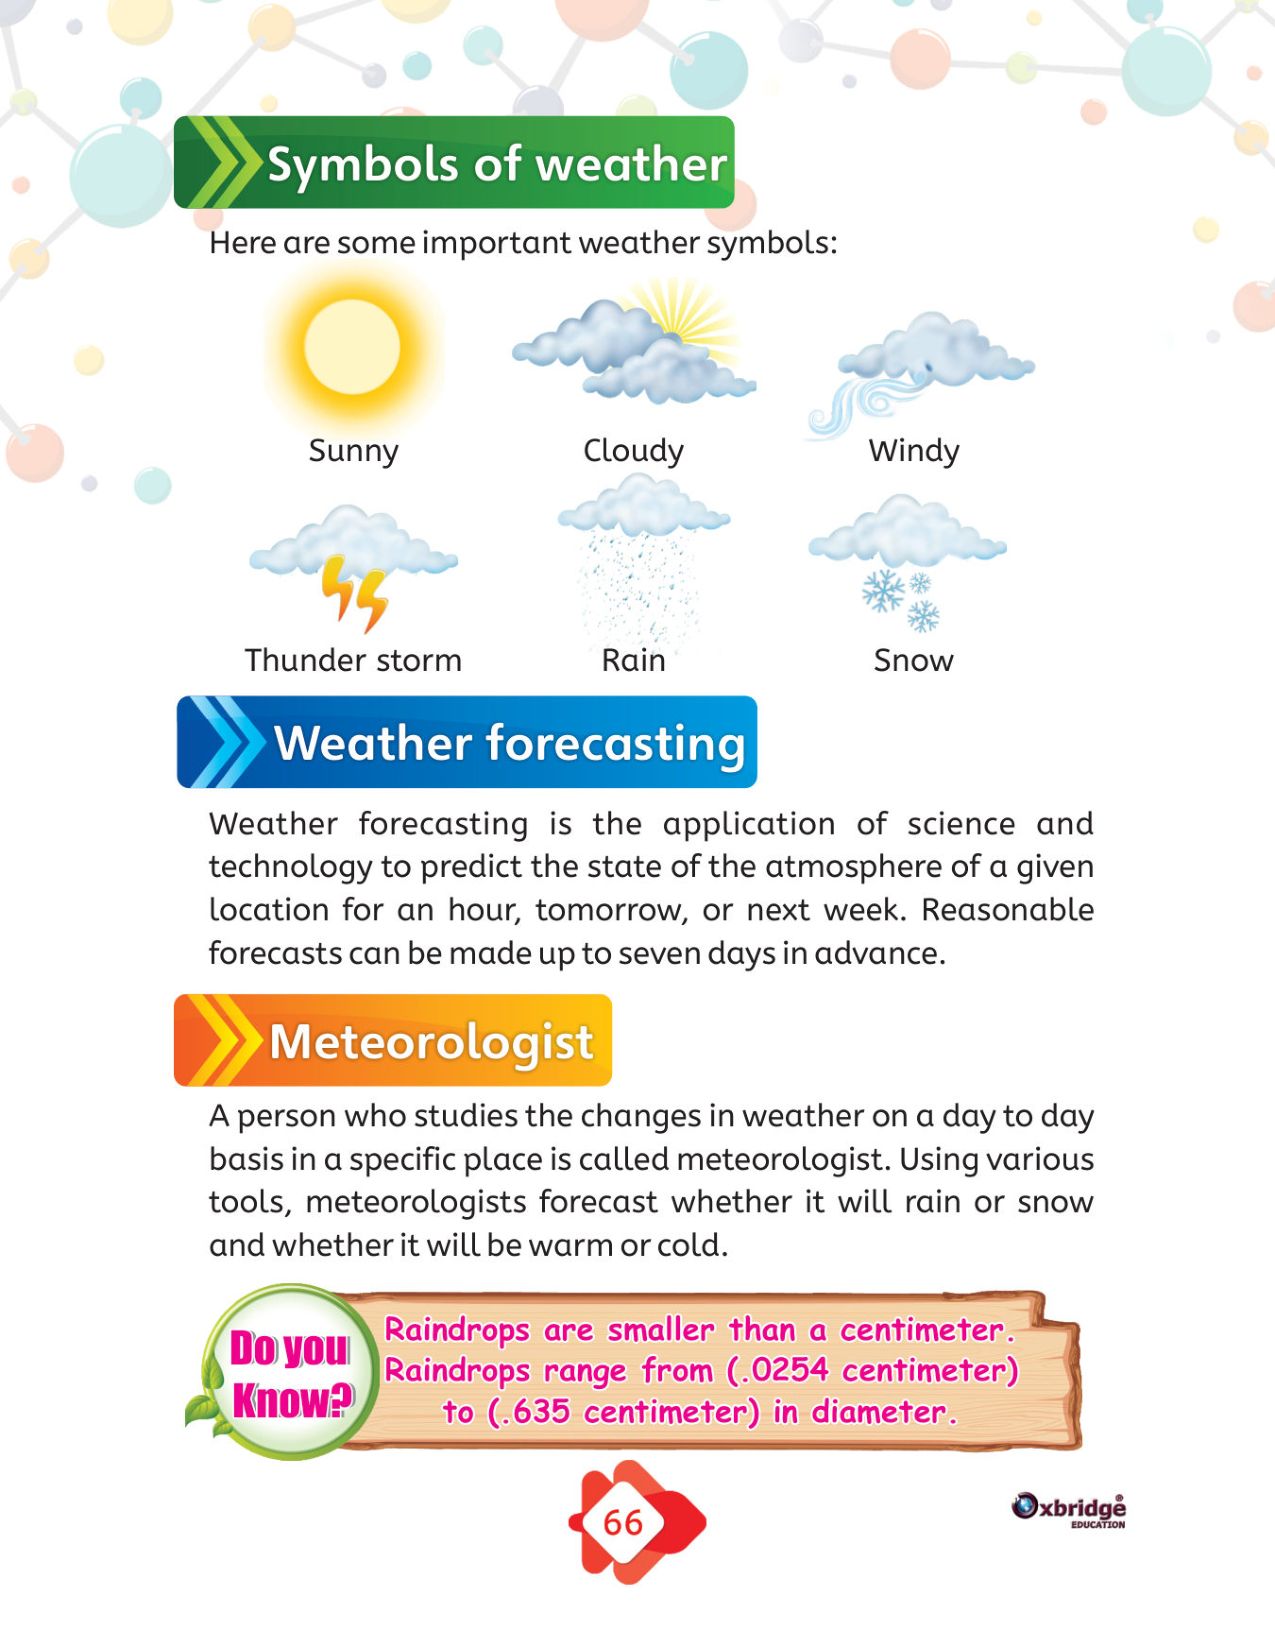 Symbols of weather
Here are some important weather symbols:
Sunny
Cloudy
Windy
Thunder storm
Rain
Snow
Weather forecasting
Weather forecasting is the application of science and
technology to predict the state of the atmosphere of a given
location for an hour, tomorrow, or next week. Reasonable
forecasts can be made up to seven days in advance.
Meteorologist
A person who studies the changes in weather on a day to day
basis in a specific place is called meteorologist. Using various
tools, meteorologists forecast whether it will rain or snow
and whether it will be warm or cold.
Do you
Know?
Raindrops are smaller than a centimeter.
Raindrops range from (.0254 centimeter)
to (.635 centimeter) in diameter.
66
Oxbridge®
EDUCATION